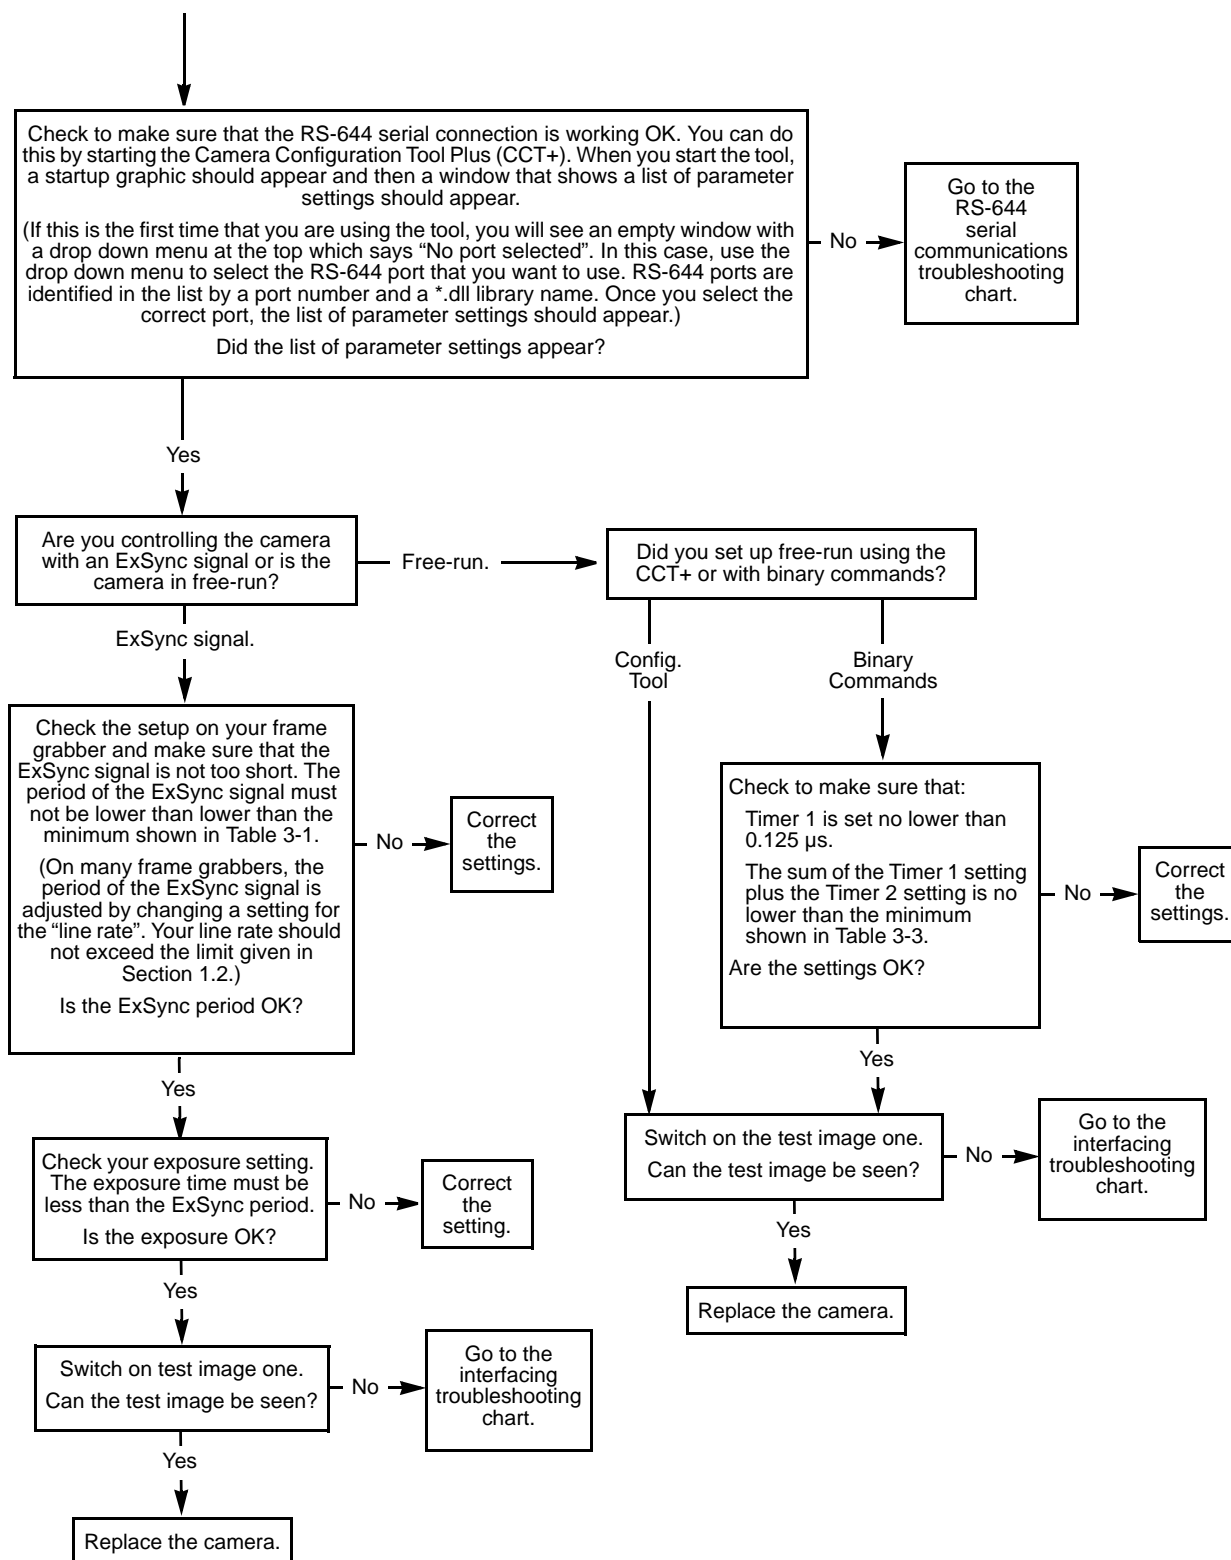 Check to make sure that the RS-644 serial connection is working OK. You can do
this by starting the Camera Configuration Tool Plus (CCT+). When you start the tool,
a startup graphic should appear and then a window that shows a list of parameter
settings should appear.
(If this is the first time that you are using the tool, you will see an empty window with
a drop down menu at the top which says “No port selected”. In this case, use the
drop down menu to select the RS-644 port that you want to use. RS-644 ports are
identified in the list by a port number and a *.dll library name. Once you select the
correct port, the list of parameter settings should appear.)
Did the list of parameter settings appear?
No
Go to the
RS-644
serial
communications
troubleshooting
chart.
Yes
Are you controlling the camera
with an ExSync signal or is the
camera in free-run?
Free-run.
Did you set up free-run using the
CCT+ or with binary commands?
ExSync signal.
Config.
Tool
Binary
Commands
Check the setup on your frame
grabber and make sure that the
ExSync signal is not too short. The
period of the ExSync signal must
not be lower than lower than the
minimum shown in Table 3-1.
(On many frame grabbers, the
period of the ExSync signal is
adjusted by changing a setting for
the “line rate”. Your line rate should
not exceed the limit given in
Section 1.2.)
Is the ExSync period OK?
No
Correct
the
settings.
Check to make sure that:
Timer 1 is set no lower than
0.125 µs.
The sum of the Timer 1 setting
plus the Timer 2 setting is no
lower than the minimum
shown in Table 3-3.
Are the settings OK?
No
Correct
the
settings.
Yes
Yes
Check your exposure setting.
The exposure time must be
less than the ExSync period.
Is the exposure OK?
No
Correct
the
setting.
Switch on the test image one.
Can the test image be seen?
No
Go to the
interfacing
troubleshooting
chart.
Yes
Replace the camera.
Yes
Switch on test image one.
Can the test image be seen?
No
Go to the
interfacing
troubleshooting
chart.
Yes
Replace the camera.